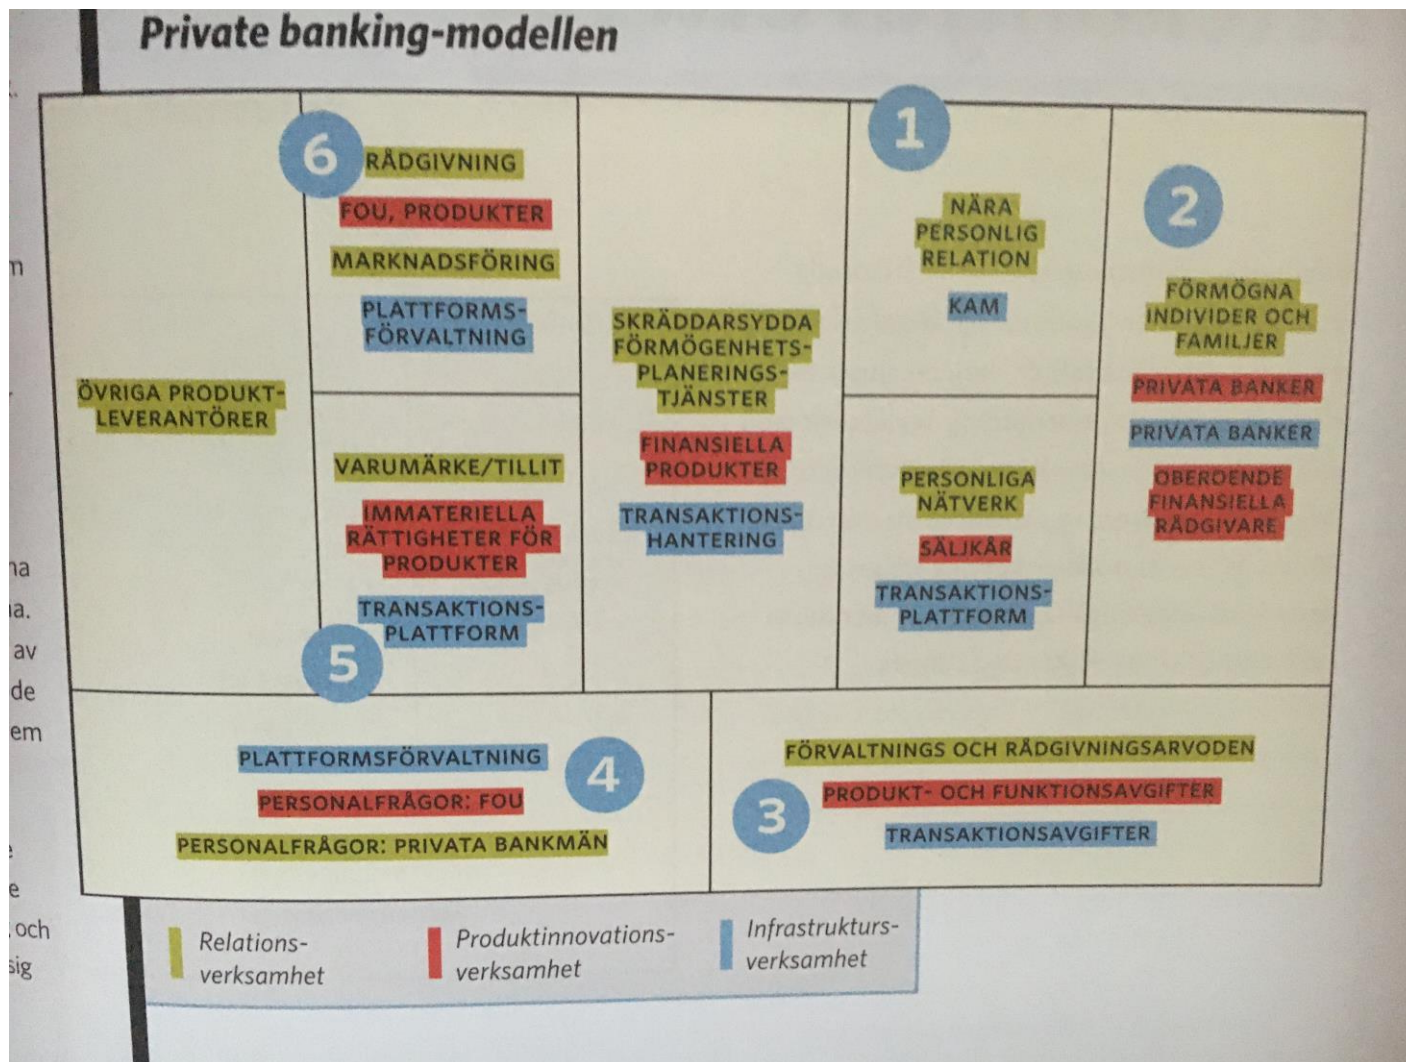 Private banking-modellen
m
na
na.
av
de
em
e
och
sig
ÖVRIGA PRODUKT-
LEVERANTÖRER
6
RÅDGIVNING
FOU, PRODUKTER
MARKNADSFÖRING
PLATTFORMS-
FÖRVALTNING
VARUMÄRKE/TILLIT
IMMATERIELLA
RÄTTIGHETER FÖR
PRODUKTER
TRANSAKTIONS-
PLATTFORM
5
SKRÄDDARSYDDA
FÖRMÖGENHETS-
PLANERINGS-
TJÄNSTER
FINANSIELLA
PRODUKTER
TRANSAKTIONS-
HANTERING
1
NÄRA
PERSONLIG
RELATION
KAM
PERSONLIGA
NÄTVERK
SÄLJKÅR
TRANSAKTIONS-
PLATTFORM
2
FÖRMÖGNA
INDIVIDER OCH
FAMILJER
PRIVATA BANKER
PRIVATA BANKER
OBEROENDE
FINANSIELLA
RÅDGIVARE
PLATTFORMSFÖRVALTNING
4
PERSONALFRÅGOR: FOU
PERSONALFRÅGOR: PRIVATA BANKMÄN
FÖRVALTNINGS OCH RÅDGIVNINGSARVODEN
3
PRODUKT- OCH FUNKTIONSAVGIFTER
TRANSAKTIONSAVGIFTER
Relations-
verksamhet
Produktinnovations-
verksamhet
Infrastrukturs-
verksamhet